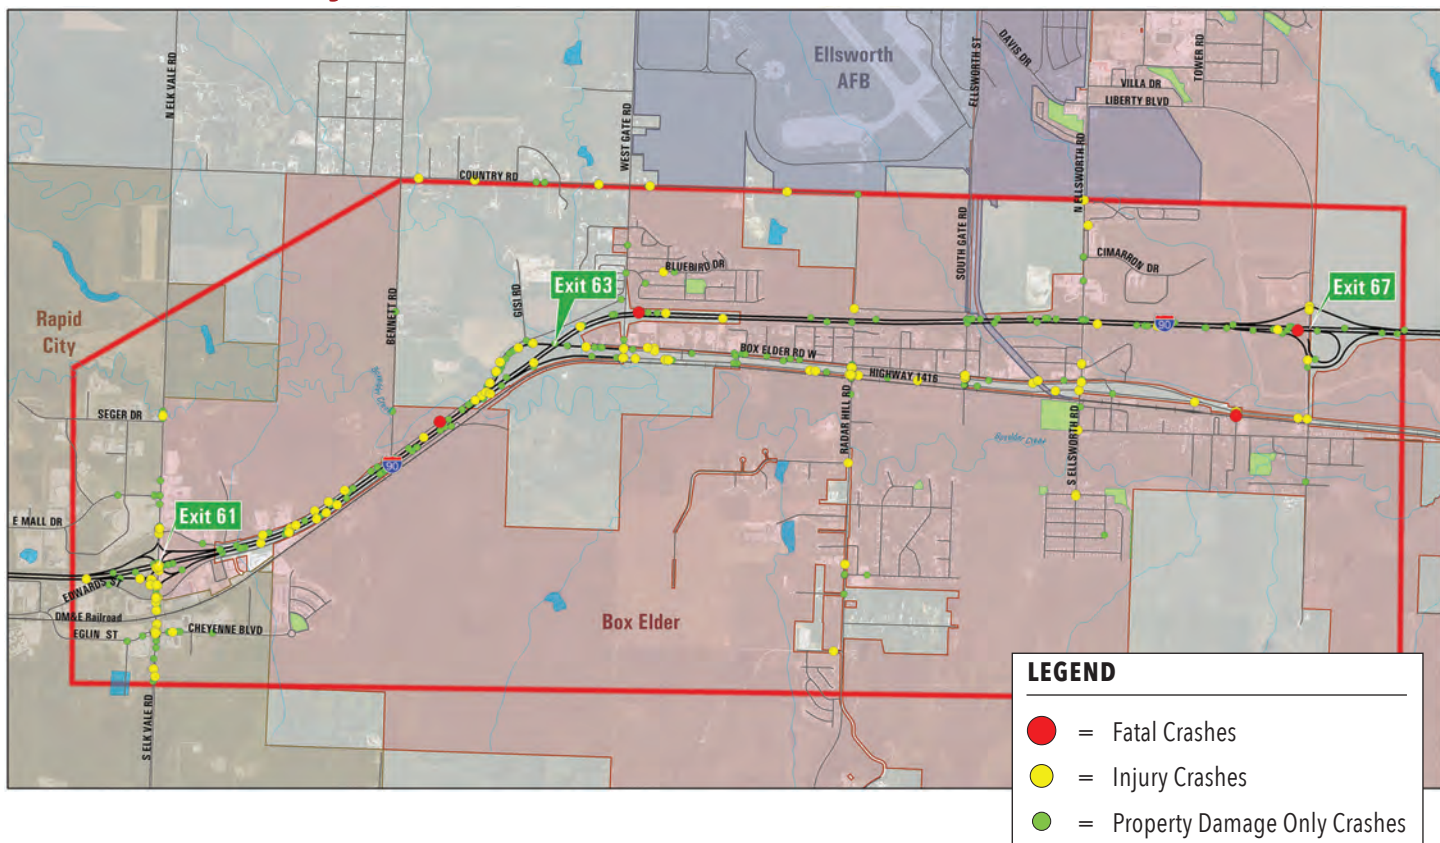 N ELK VALE RD
COUNTRY RD
WEST GATE RD
Ellsworth
AFB
ELLSWORTH ST
DAVIS DR
VILLA DR
LIBERTY BLVD
TOWER RD
N ELLSWORTH RD
SOUTH GATE RD
CIMARRON DR
BLUEBIRD DR
Exit 63
Exit 67
GISI RD
BENNETT RD
Rapid
City
90
BOX ELDER RD W
HIGHWAY 1416
RADAR HILL RD
S ELLSWORTH RD
SEGER DR
90
Exit 61
E MALL DR
EDWARDS ST
DM&E Railroad
EGLIN ST
CHEYENNE BLVD
Box Elder
S ELK VALE RD
LEGEND
= Fatal Crashes
= Injury Crashes
= Property Damage Only Crashes